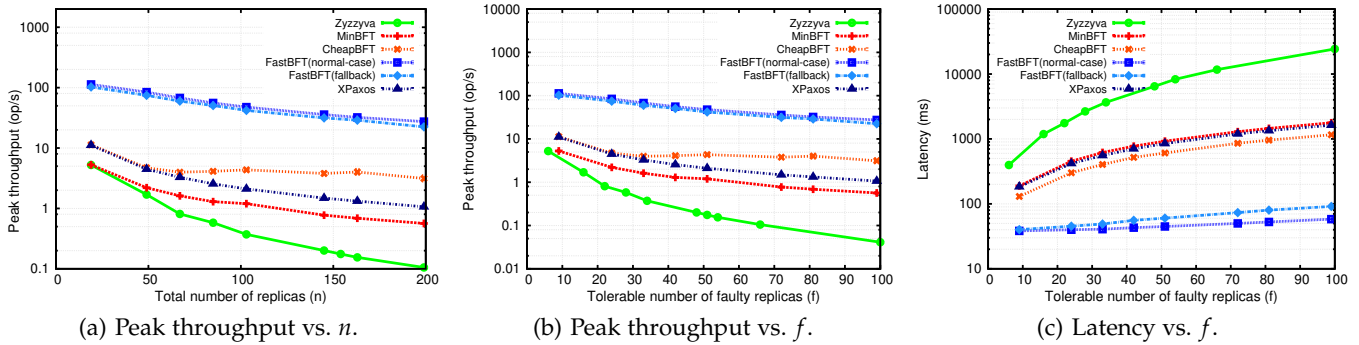 Peak throughput (op/s)
1000
100
10
1
0.1
0
50
100
150
200
Total number of replicas (n)
Zyzzyva
MinBFT
CheapBFT
FastBFT(normal-case)
FastBFT(fallback)
XPaxos
(a) Peak throughput vs. n.
Peak throughput (op/s)
10000
1000
100
10
1
0.1
0.01
0
10
20
30
40
50
60
70
80
90
100
Tolerable number of faulty replicas (f)
Zyzzyva
MinBFT
CheapBFT
FastBFT(normal-case)
FastBFT(fallback)
XPaxos
(b) Peak throughput vs. f.
Latency (ms)
100000
10000
1000
100
10
0
10
20
30
40
50
60
70
80
90
100
Tolerable number of faulty replicas (f)
Zyzzyva
MinBFT
CheapBFT
FastBFT(normal-case)
FastBFT(fallback)
XPaxos
(c) Latency vs. f.